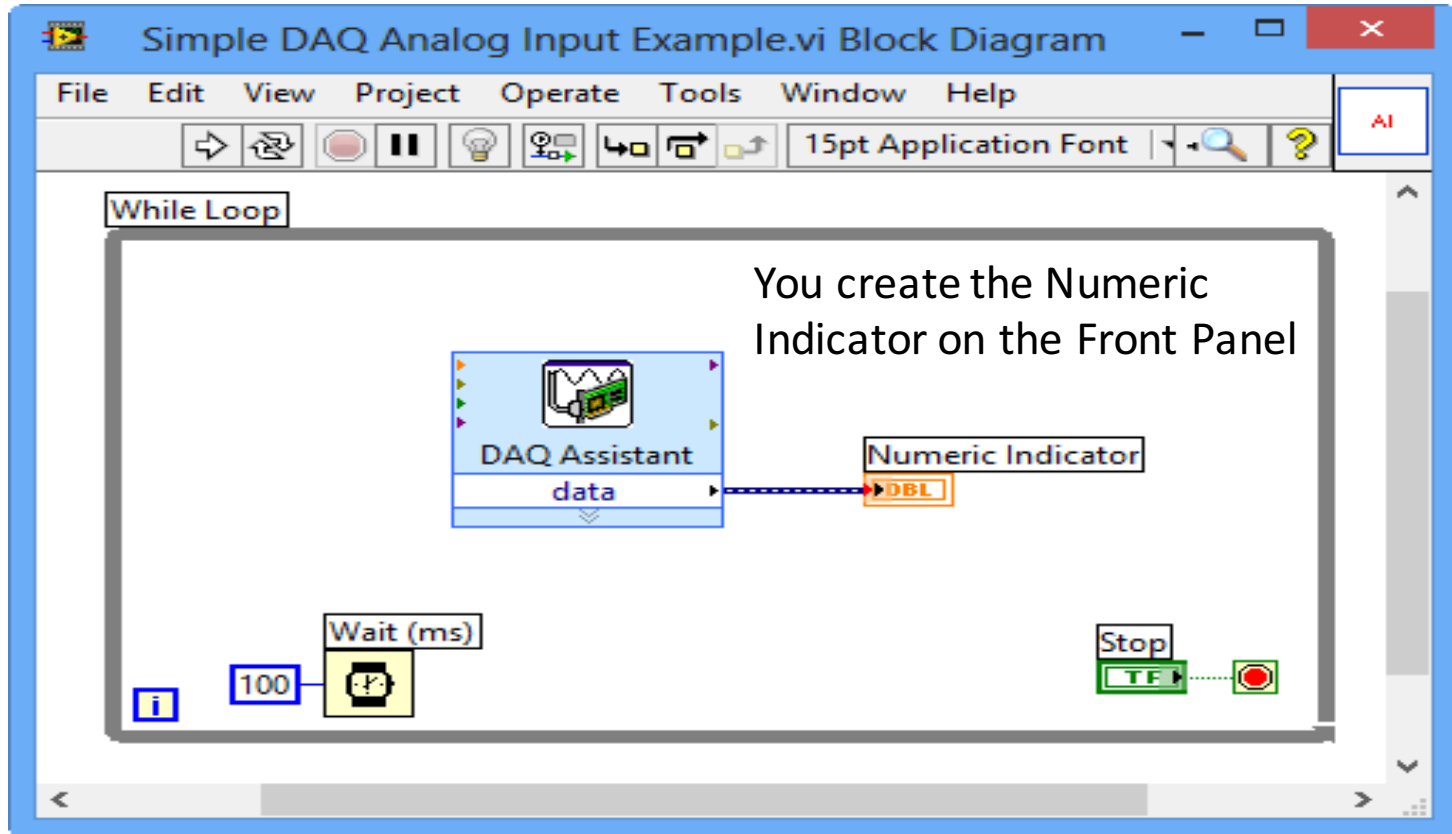 Simple DAQ Analog Input Example.vi Block Diagram
File Edit View Project Operate Tools Window Help
15pt Application Font
AI
While Loop
You create the Numeric
Indicator on the Front Panel
DAQ Assistant
data
Numeric Indicator
DBL
Wait (ms)
100
i
Stop
TF